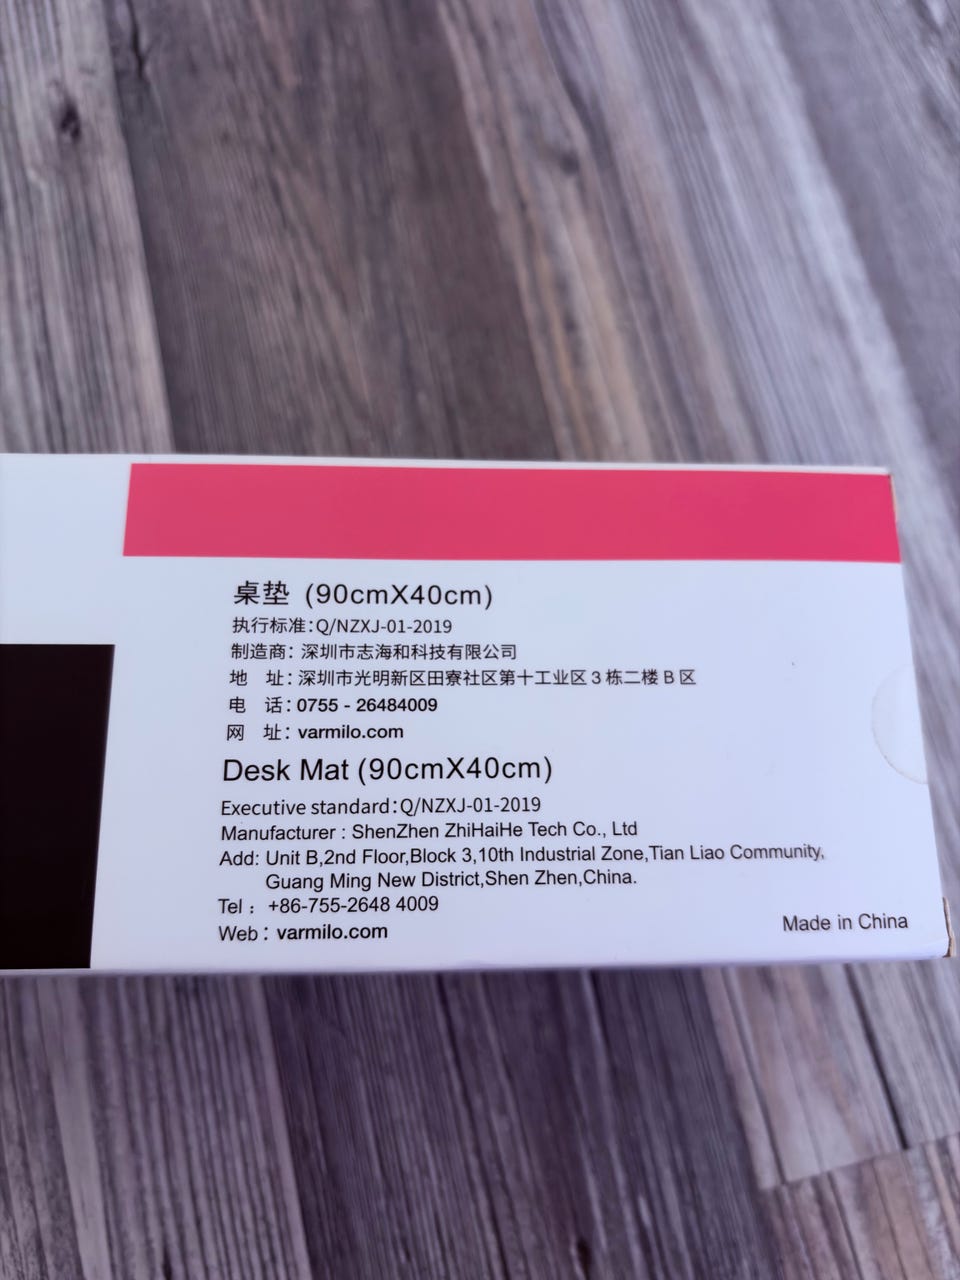 桌垫 (90cmX40cm)
执行标准:Q/NZXJ-01-2019
制造商: 深圳市志海和科技有限公司
地 址: 深圳市光明新区田寮社区第十工业区3栋二楼B区
电 话: 0755 - 26484009
网 址: varmilo.com
Desk Mat (90cmX40cm)
Executive standard:Q/NZXJ-01-2019
Manufacturer : ShenZhen ZhiHaiHe Tech Co., Ltd
Add: Unit B,2nd Floor,Block 3,10th Industrial Zone,Tian Liao Community,
Guang Ming New District,Shen Zhen,China.
Tel : +86-755-2648 4009
Web : varmilo.com
Made in China